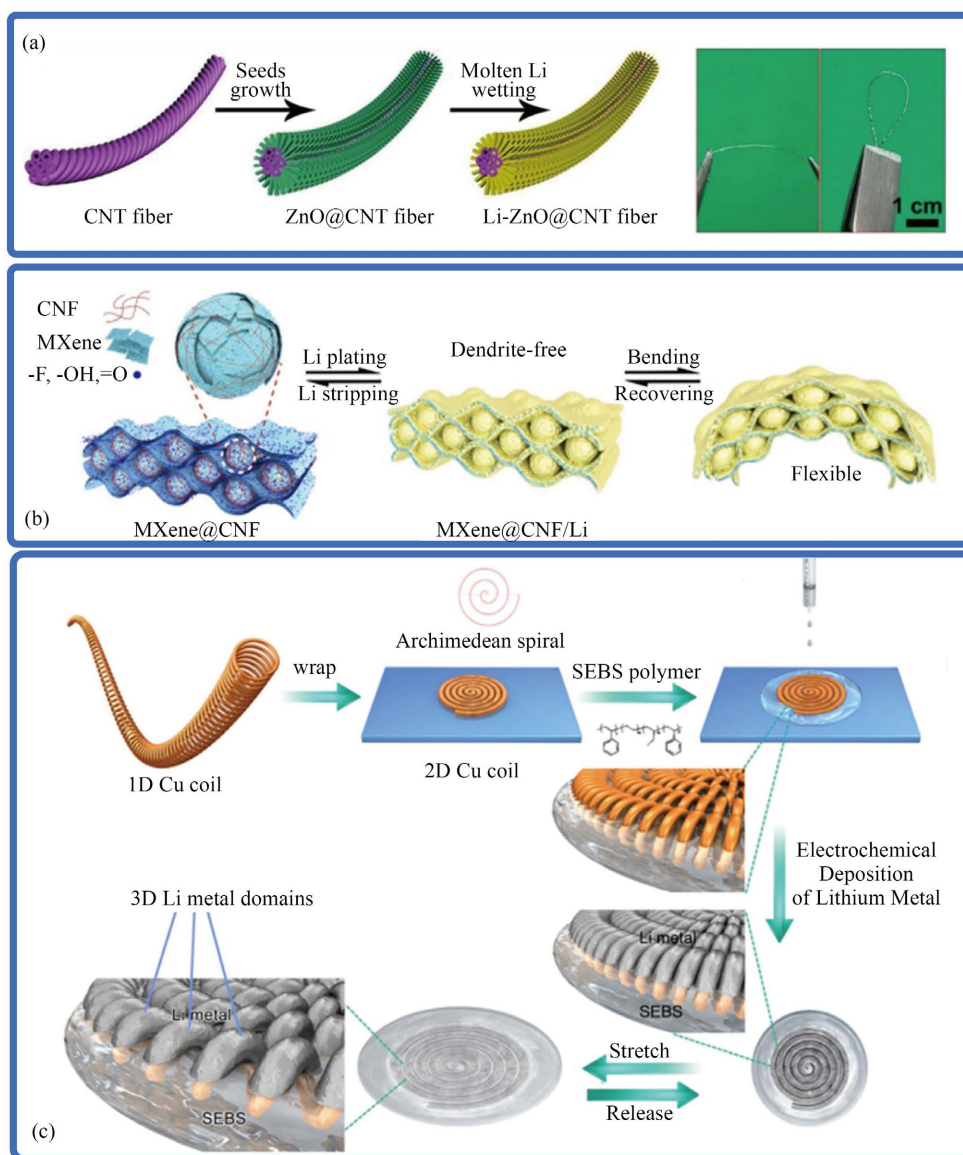 (a)
Seeds
growth
Molten Li
wetting
CNT fiber
ZnO@CNT fiber
Li-ZnO@CNT fiber
1 cm
CNF
MXene
-F, -OH,=O
Li plating
Li stripping
Dendrite-free
Bending
Recovering
Flexible
(b)
MXene@CNF
MXene@CNF/Li
Archimedean spiral
wrap
SEBS polymer
1D Cu coil
2D Cu coil
Electrochemical
Deposition
of Lithium Metal
3D Li metal domains
Li metal
SEBS
Li metal
SEBS
Stretch
Release
(c)